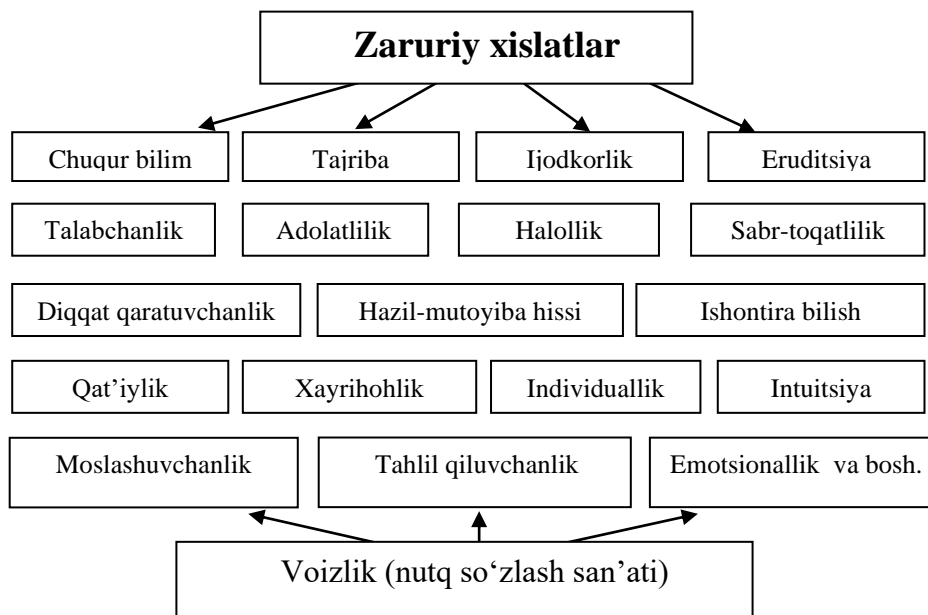 Zaruriy xislatlar
Chuqur bilim
Tajriba
Ijodkorlik
Eruditsiya
Talabchanlik
Adolatlilik
Halollik
Sabr-toqatlilik
Diqqat qaratuvchanlik
Hazil-mutoyiba hissi
Ishontira bilish
Qat’iylik
Xayrihohlik
Individuallik
Intuitsiya
Moslashuvchanlik
Tahlil qiluvchanlik
Emotsionallik va bosh.
Voizlik (nutq so‘zlash san’ati)